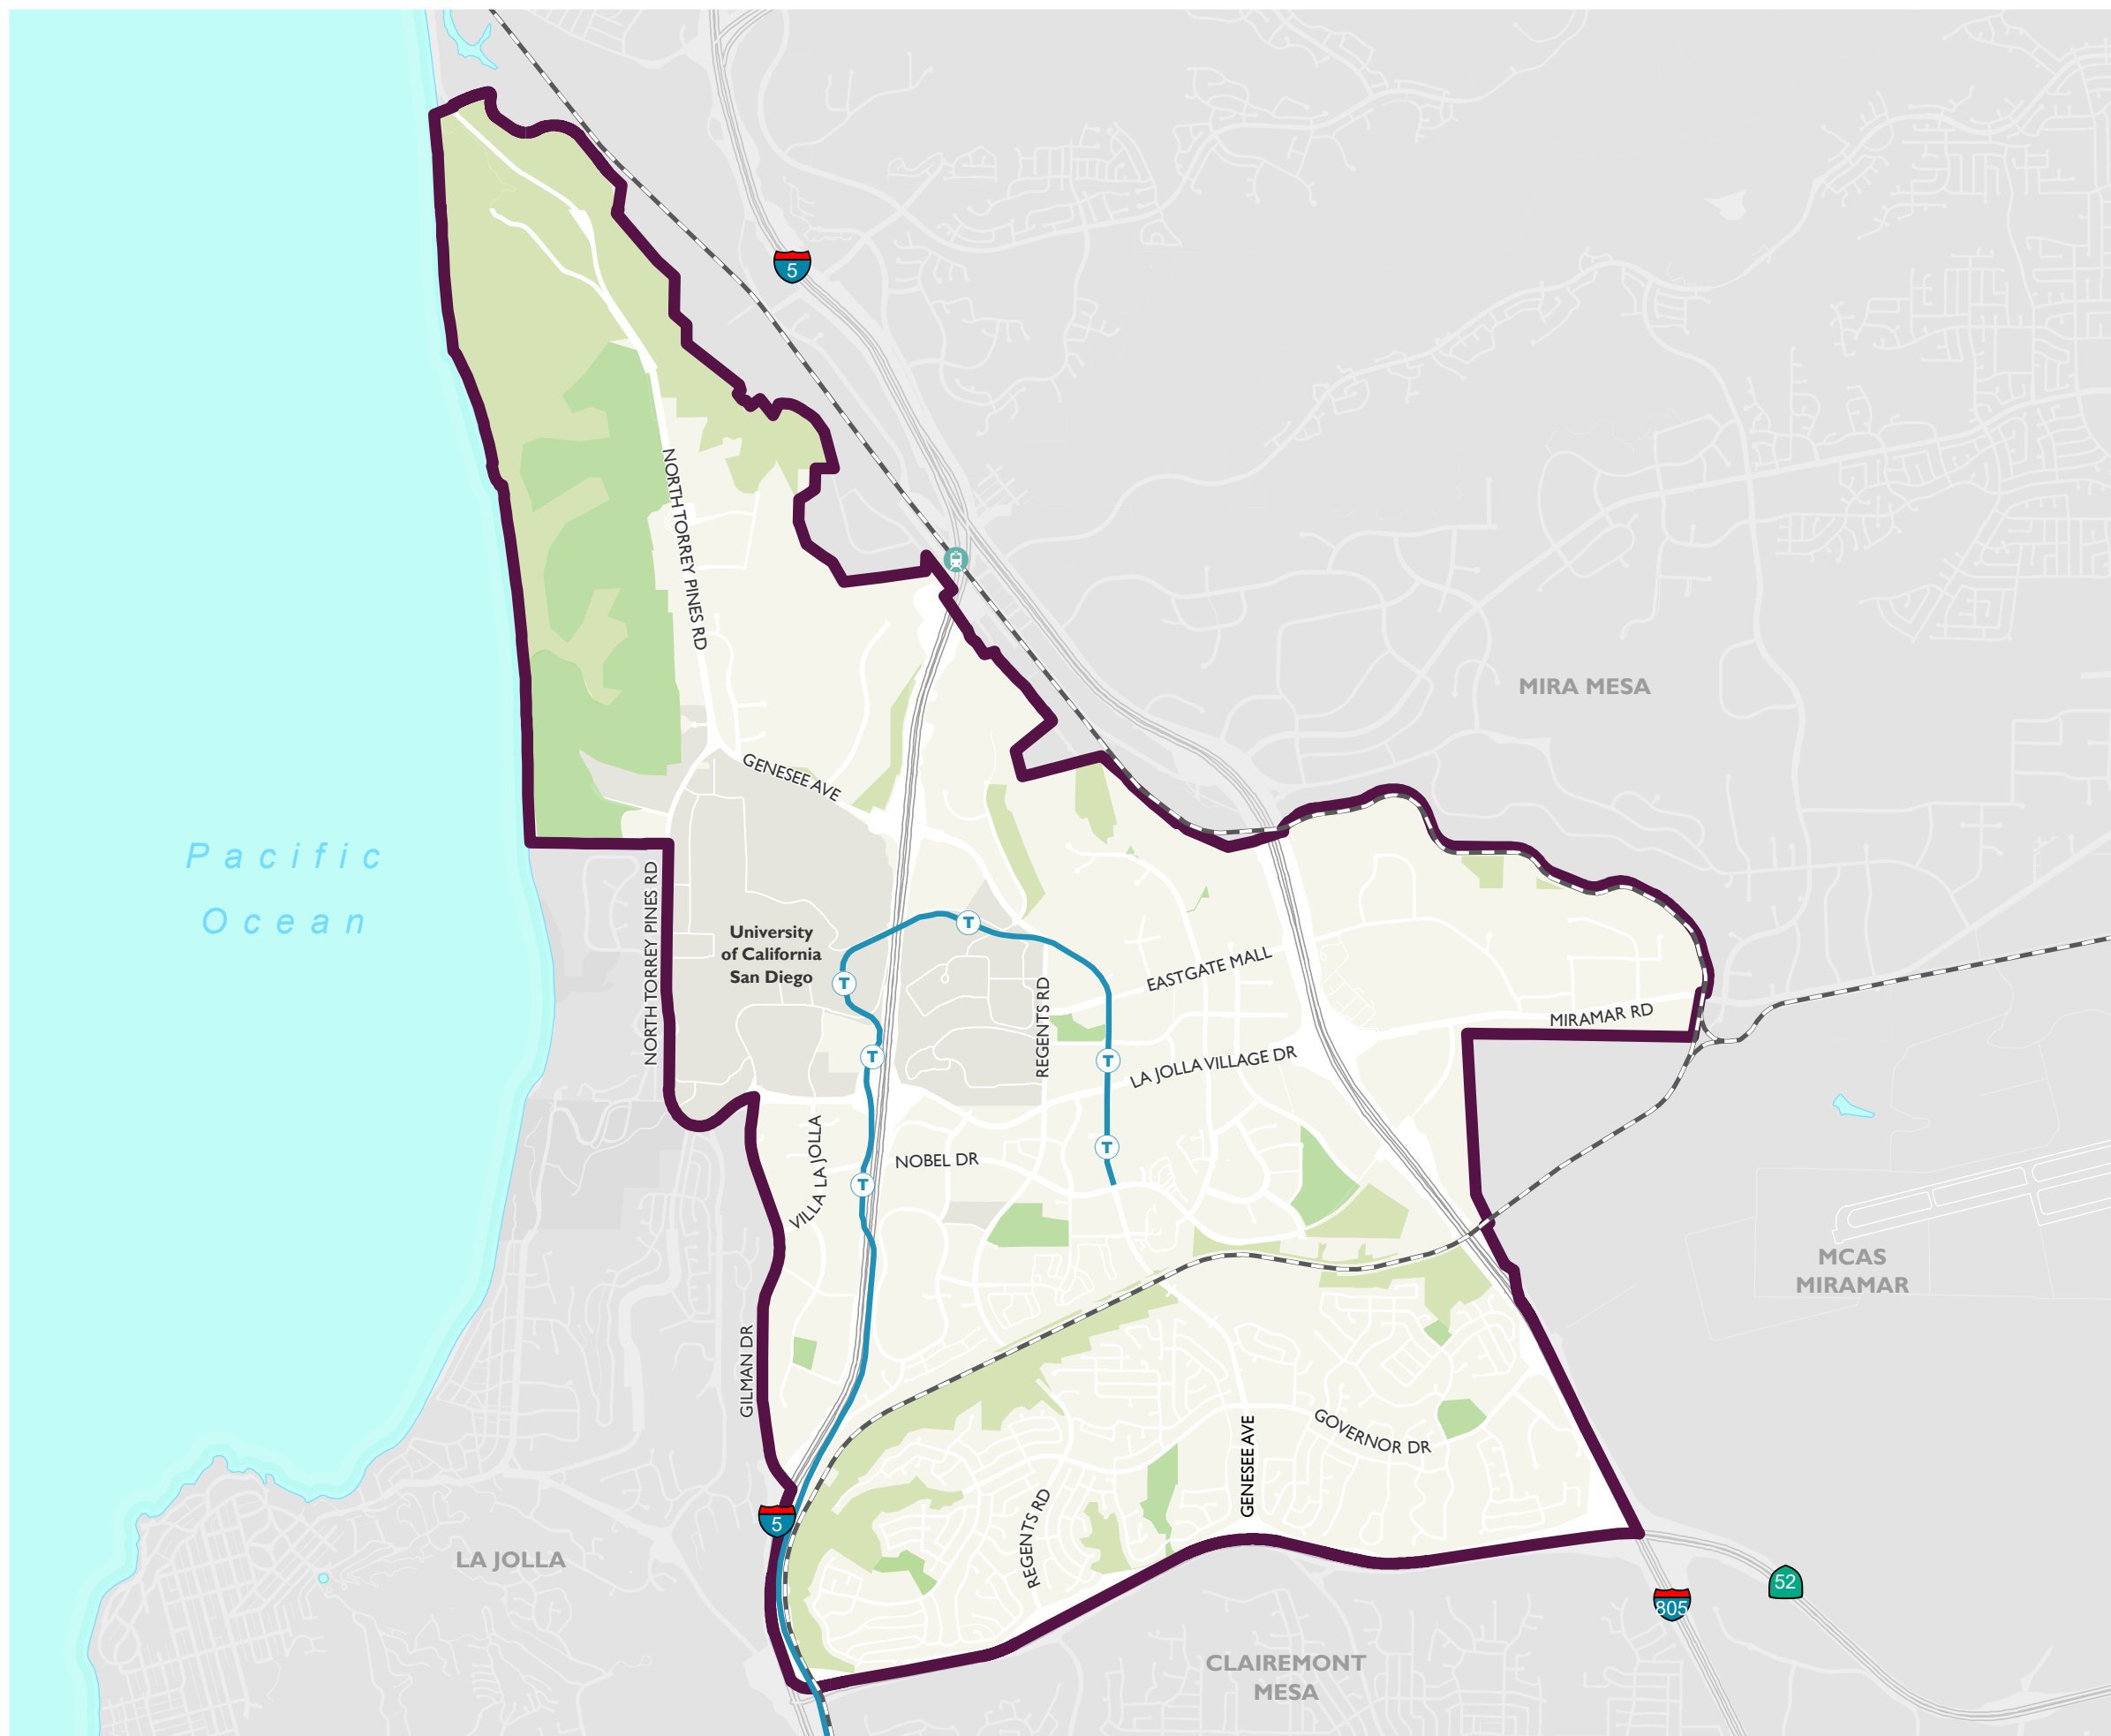 5
NORTH TORREY PINES RD
MIRA MESA
GENESEE AVE
Pacific
Ocean
NORTH TORREY PINES RD
University
of California
San Diego
T
T
T
T
T
T
EASTGATE MALL
REGENTS RD
MIRAMAR RD
LA JOLLA VILLAGE DR
VILLA LA JOLLA
NOBEL DR
MCAS
MIRAMAR
GILMAN DR
GOVERNOR DR
GENESEE AVE
REGENTS RD
5
LA JOLLA
52
805
CLAIREMONT
MESA